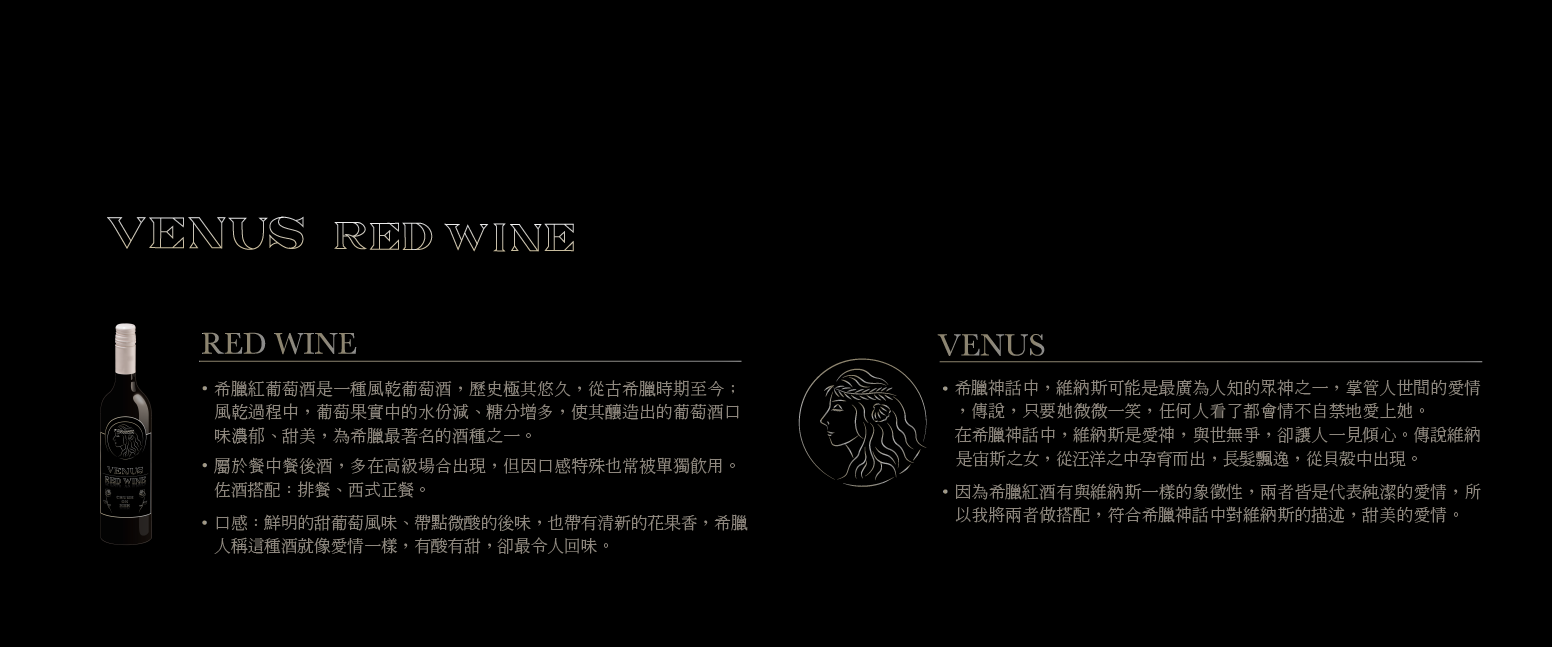 VENUS RED WINE
RED WINE
• 希臘紅葡萄酒是一種風乾葡萄酒，歷史極其悠久，從古希臘時期至今；
風乾過程中，葡萄果實中的水份減、糖分增多，使其釀造出的葡萄酒口
味濃郁、甜美，為希臘最著名的酒種之一。
• 屬於餐中餐後酒，多在高級場合出現，但因口感特殊也常被單獨飲用。
佐酒搭配：排餐、西式正餐。
• 口感：鮮明的甜葡萄風味、帶點微酸的後味，也帶有清新的花果香，希臘
人稱這種酒就像愛情一樣，有酸有甜，卻最令人回味。
VENUS
RED WINE
VENUS
• 希臘神話中，維納斯可能是最廣為人知的眾神之一，掌管人世間的愛情
，傳說，只要她微微一笑，任何人看了都會情不自禁地愛上她。
在希臘神話中，維納斯是愛神，與世無爭，卻讓人一見傾心。傳說維納
是宙斯之女，從汪洋之中孕育而出，長髮飄逸，從貝殼中出現。
• 因為希臘紅酒有與維納斯一樣的象徵性，兩者皆是代表純潔的愛情，所
以我將兩者做搭配，符合希臘神話中對維納斯的描述，甜美的愛情。